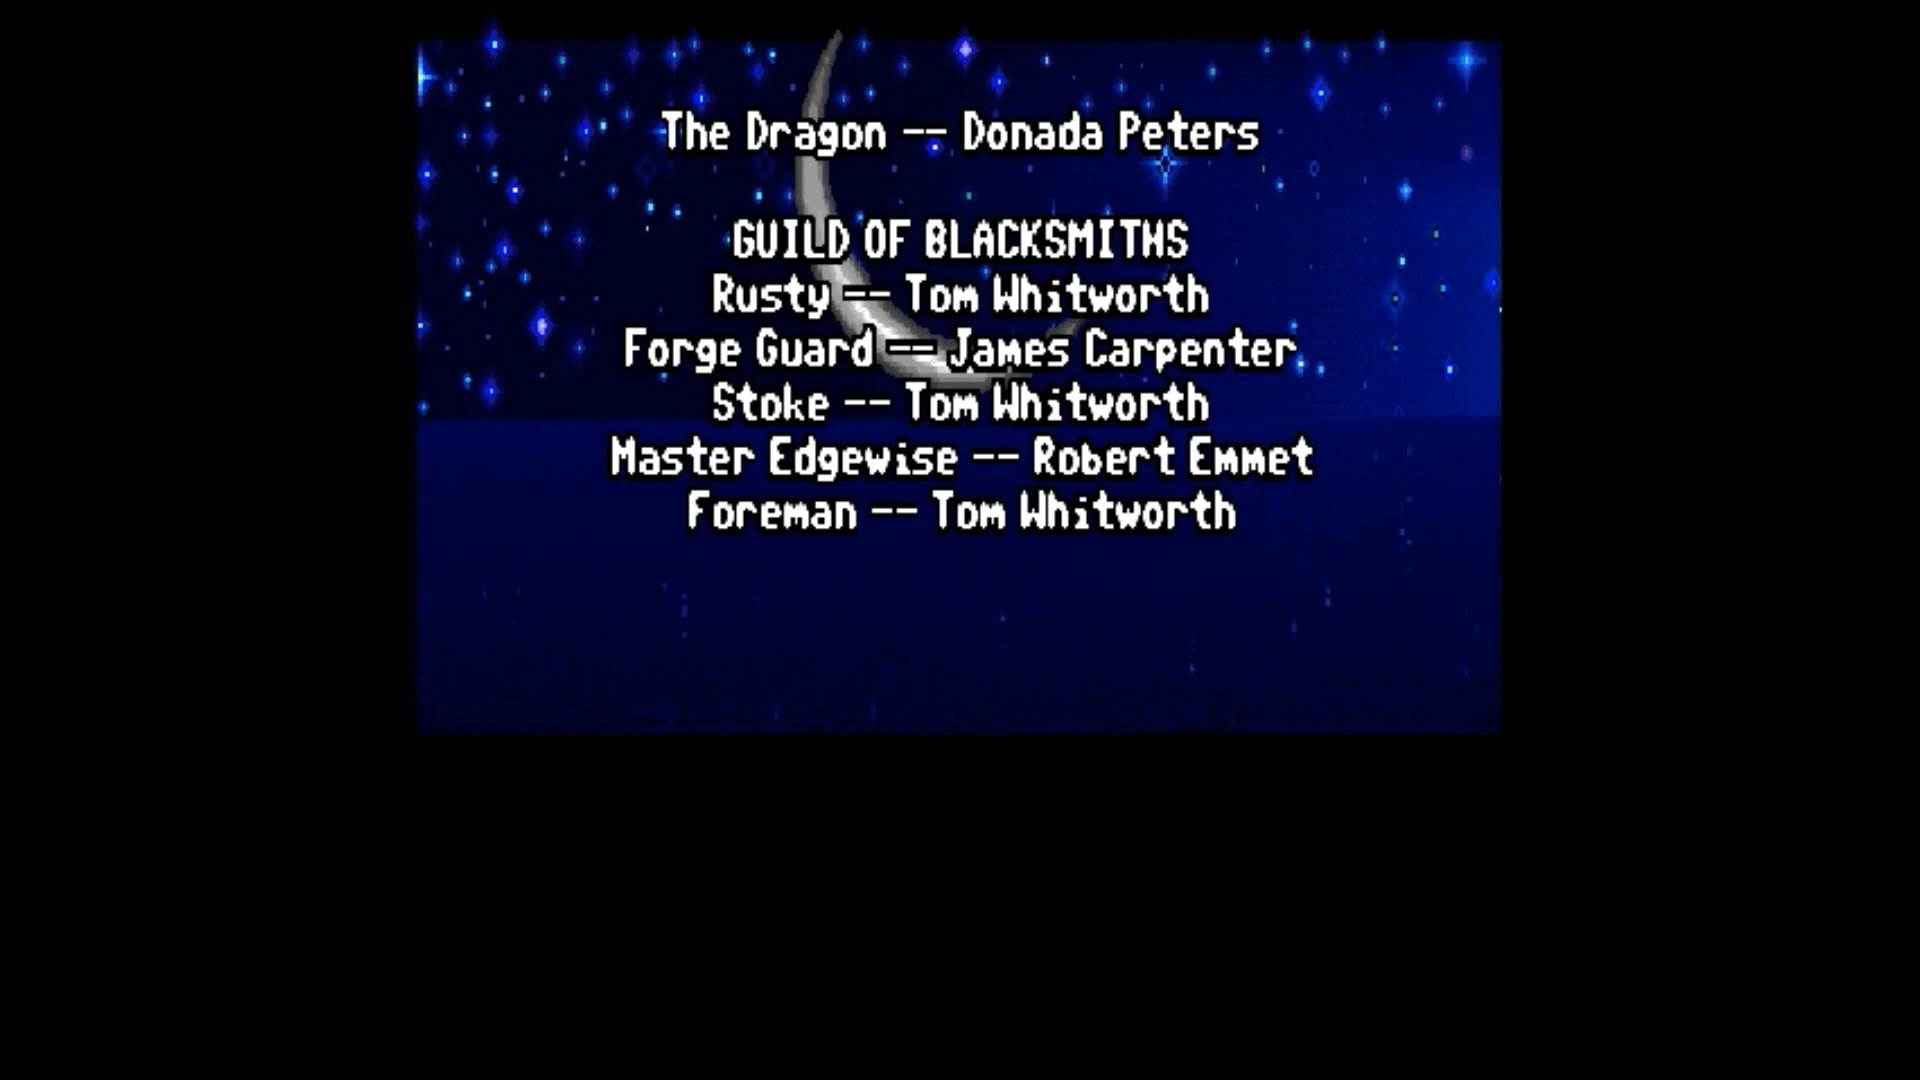 The Dragon -- Donada Peters
GUILD OF BLACKSMITHS
Rusty -- Tom Whitworth
Forge Guard -- James Carpenter
Stoke -- Tom Whitworth
Master Edgewise -- Robert Emmet
Foreman -- Tom Whitworth